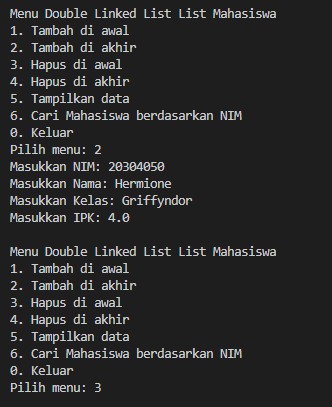 Menu Double Linked List List Mahasiswa
1. Tambah di awal
2. Tambah di akhir
3. Hapus di awal
4. Hapus di akhir
5. Tampilkan data
6. Cari Mahasiswa berdasarkan NIM
0. Keluar
Pilih menu: 2
Masukkan NIM: 20304050
Masukkan Nama: Hermione
Masukkan Kelas: Griffyndor
Masukkan IPK: 4.0

Menu Double Linked List List Mahasiswa
1. Tambah di awal
2. Tambah di akhir
3. Hapus di awal
4. Hapus di akhir
5. Tampilkan data
6. Cari Mahasiswa berdasarkan NIM
0. Keluar
Pilih menu: 3